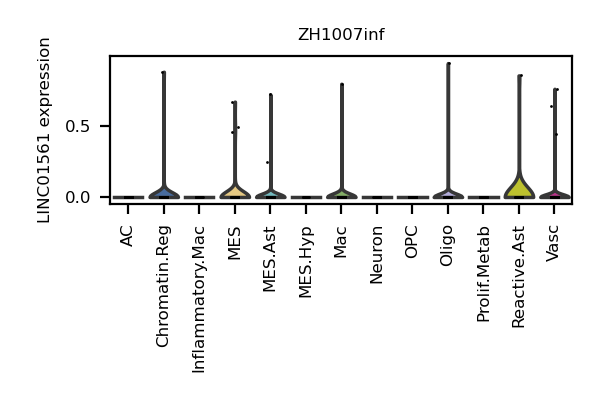 ZH1007inf
LINC01561 expression
0.5
0.0
AC
Chromatin.Reg
Inflammatory.Mac
MES
MES.Ast
MES.Hyp
Mac
Neuron
OPC
Oligo
Prolif.Metab
Reactive.Ast
Vasc